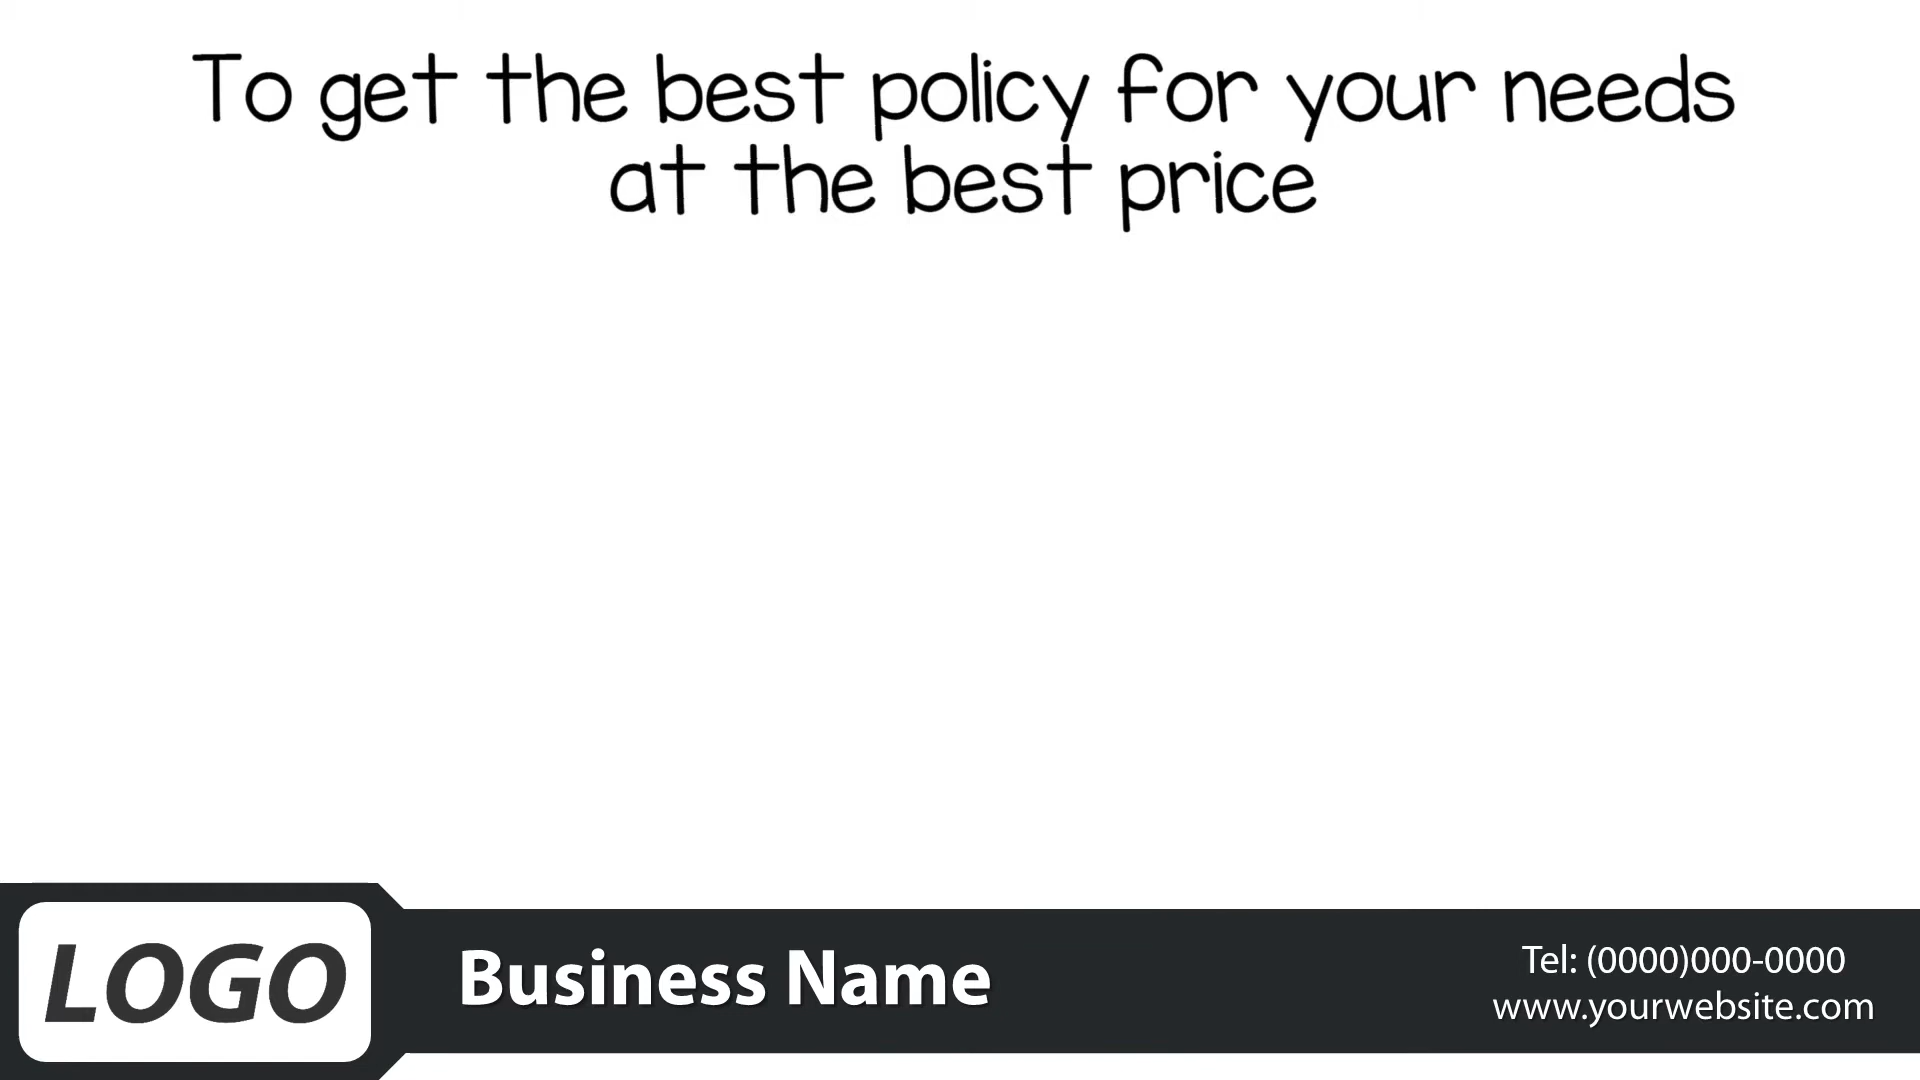 To get the best policy for your needs
at the best price
LOGO
Business Name
Tel: (0000)000-0000
www.yourwebsite.com